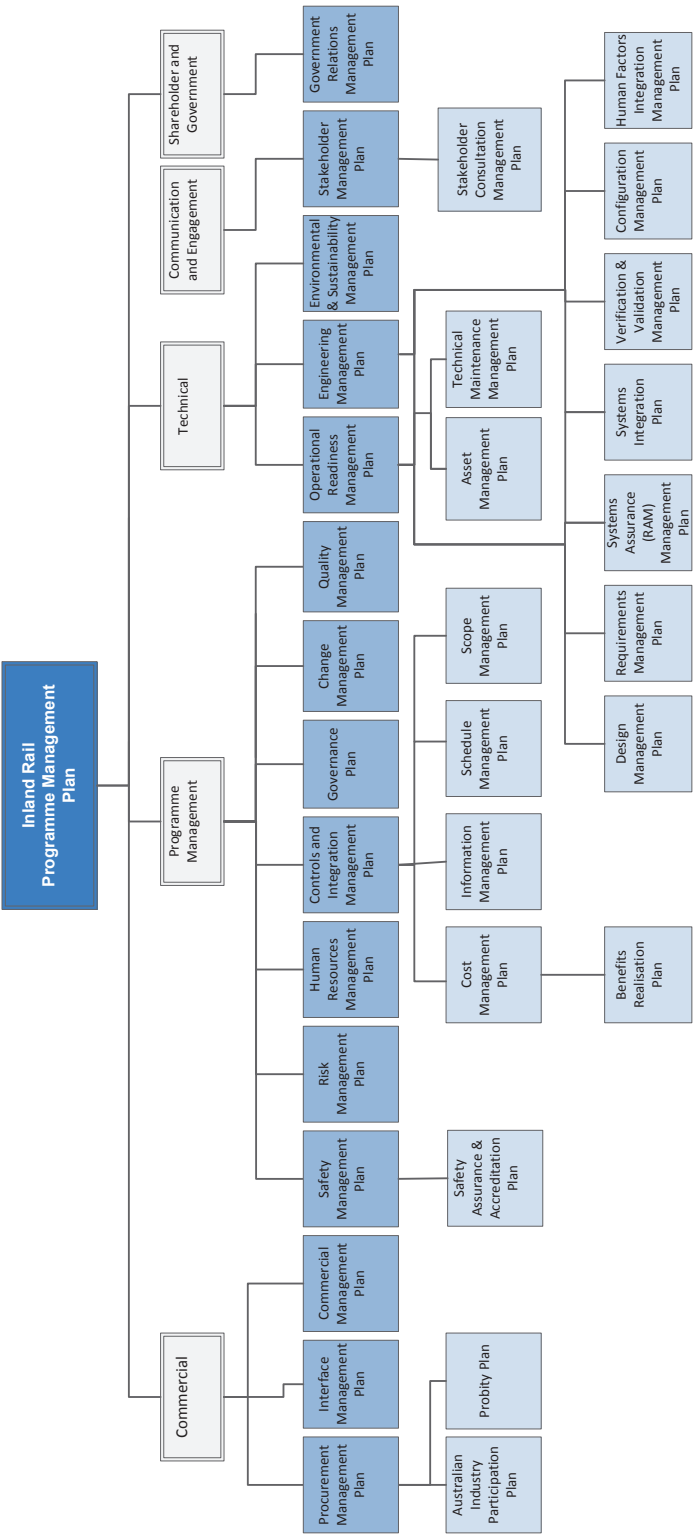 Inland Rail
Programme Management
Plan
Commercial
Programme
Management
Technical
Communication
and Engagement
Shareholder and
Government
Procurement
Management
Plan
Interface
Management
Plan
Commercial
Management
Plan
Safety
Management
Plan
Risk
Management
Plan
Human
Resources
Management
Plan
Controls and
Integration
Management
Plan
Governance
Plan
Change
Management
Plan
Quality
Management
Plan
Operational
Readiness
Management
Plan
Engineering
Management
Plan
Environmental
& Sustainability
Management
Plan
Stakeholder
Management
Plan
Government
Relations
Management
Plan
Australian
Industry
Participation
Plan
Probity Plan
Safety
Assurance &
Accreditation
Plan
Cost
Management
Plan
Information
Management
Plan
Schedule
Management
Plan
Scope
Management
Plan
Asset
Management
Plan
Technical
Maintenance
Management
Plan
Stakeholder
Consultation
Management
Plan
Benefits
Realisation
Plan
Design
Management
Plan
Requirements
Management
Plan
Systems
Assurance
(RAM)
Management
Plan
Systems
Integration
Plan
Verification &
Validation
Management
Plan
Configuration
Management
Plan
Human Factors
Integration
Management
Plan